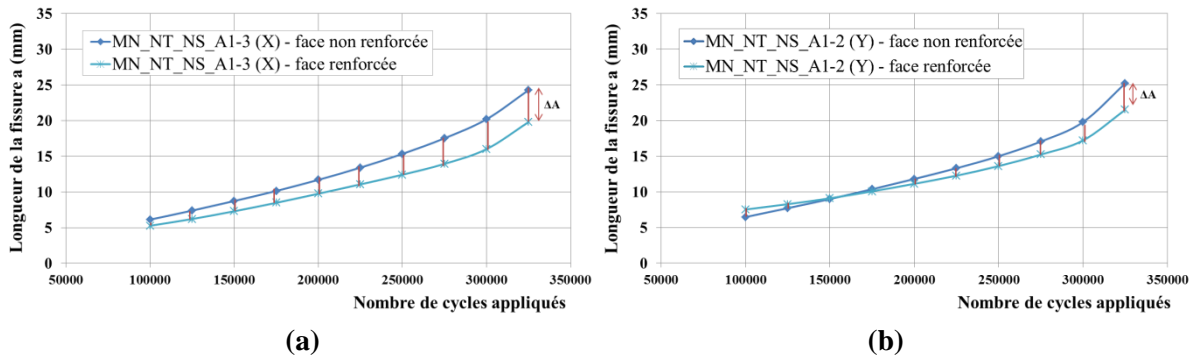 35
30
25
20
15
10
5
0
Longueur de la fissure a (mm)
MN_NT_NS_A1-3 (X) - face non renforcée
MN_NT_NS_A1-3 (X) - face renforcée
ΔA
50000 100000 150000 200000 250000 300000 350000
Nombre de cycles appliqués
(a)
35
30
25
20
15
10
5
0
Longueur de la fissure a (mm)
MN_NT_NS_A1-2 (Y) - face non renforcée
MN_NT_NS_A1-2 (Y) - face renforcée
ΔA
50000 100000 150000 200000 250000 300000 350000
Nombre de cycles appliqués
(b)